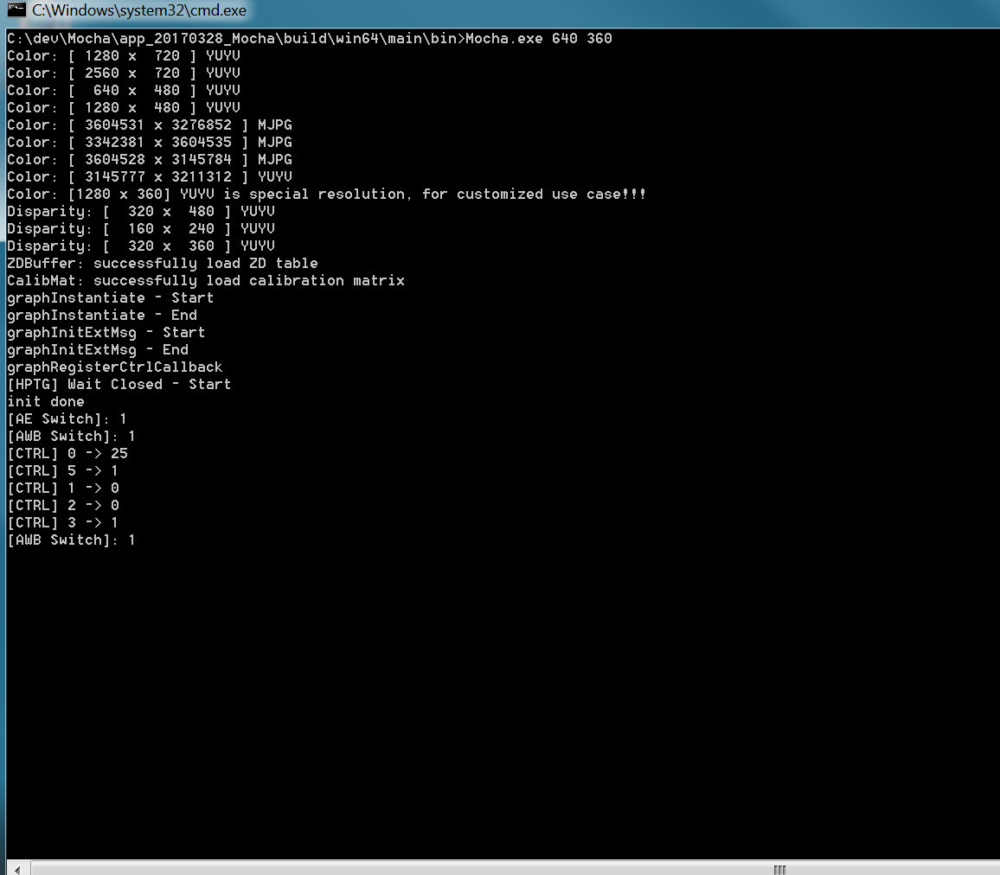 C:\Windows\system32\cmd.exe
C:\dev\Mocha\app_20170328_Mocha\build\win64\main\bin>Mocha.exe 640 360
Color: [ 1280 x  720 ] YUYV
Color: [ 2560 x  720 ] YUYV
Color: [  640 x  480 ] YUYV
Color: [ 1280 x  480 ] YUYV
Color: [ 3604531 x 3276852 ] MJPG
Color: [ 3342381 x 3604535 ] MJPG
Color: [ 3604528 x 3145784 ] MJPG
Color: [ 3145777 x 3211312 ] YUYV
Color: [1280 x 360] YUYV is special resolution, for customized use case!!!
Disparity: [  320 x  480 ] YUYV
Disparity: [  160 x  240 ] YUYV
Disparity: [  320 x  360 ] YUYV
ZDBuffer: successfully load ZD table
CalibMat: successfully load calibration matrix
graphInstantiate - Start
graphInstantiate - End
graphInitExtMsg - Start
graphInitExtMsg - End
graphRegisterCtrlCallback
[HPTG] Wait Closed - Start
init done
[AE Switch]: 1
[AWB Switch]: 1
[CTRL] 0 -> 25
[CTRL] 5 -> 1
[CTRL] 1 -> 0
[CTRL] 2 -> 0
[CTRL] 3 -> 1
[AWB Switch]: 1